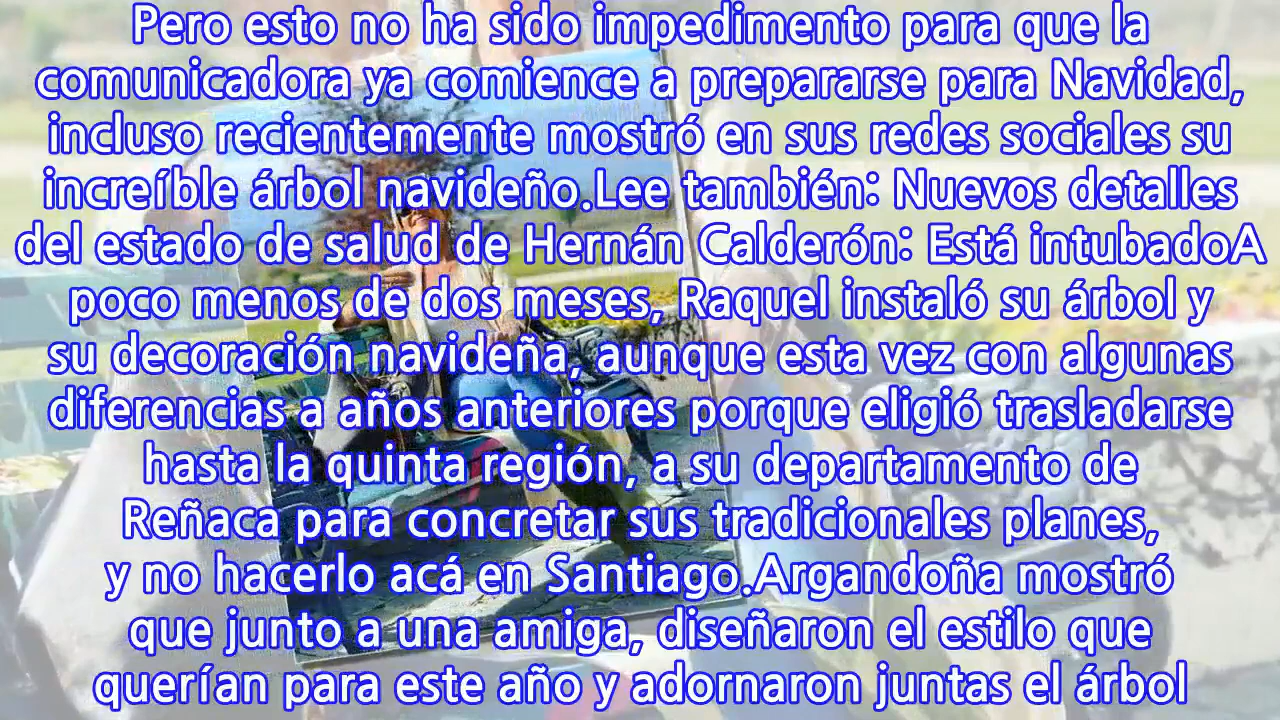 Pero esto no ha sido impedimento para que la
comunicadora ya comience a prepararse para Navidad,
incluso recientemente mostró en sus redes sociales su
increíble árbol navideño.Lee también: Nuevos detalles
del estado de salud de Hernán Calderón: Está intubadoA
poco menos de dos meses, Raquel instaló su árbol y
su decoración navideña, aunque esta vez con algunas
diferencias a años anteriores porque eligió trasladarse
hasta la quinta región, a su departamento de
Reñaca para concretar sus tradicionales planes,
y no hacerlo acá en Santiago.Argandoña mostró
que junto a una amiga, diseñaron el estilo que
querían para este año y adornaron juntas el árbol